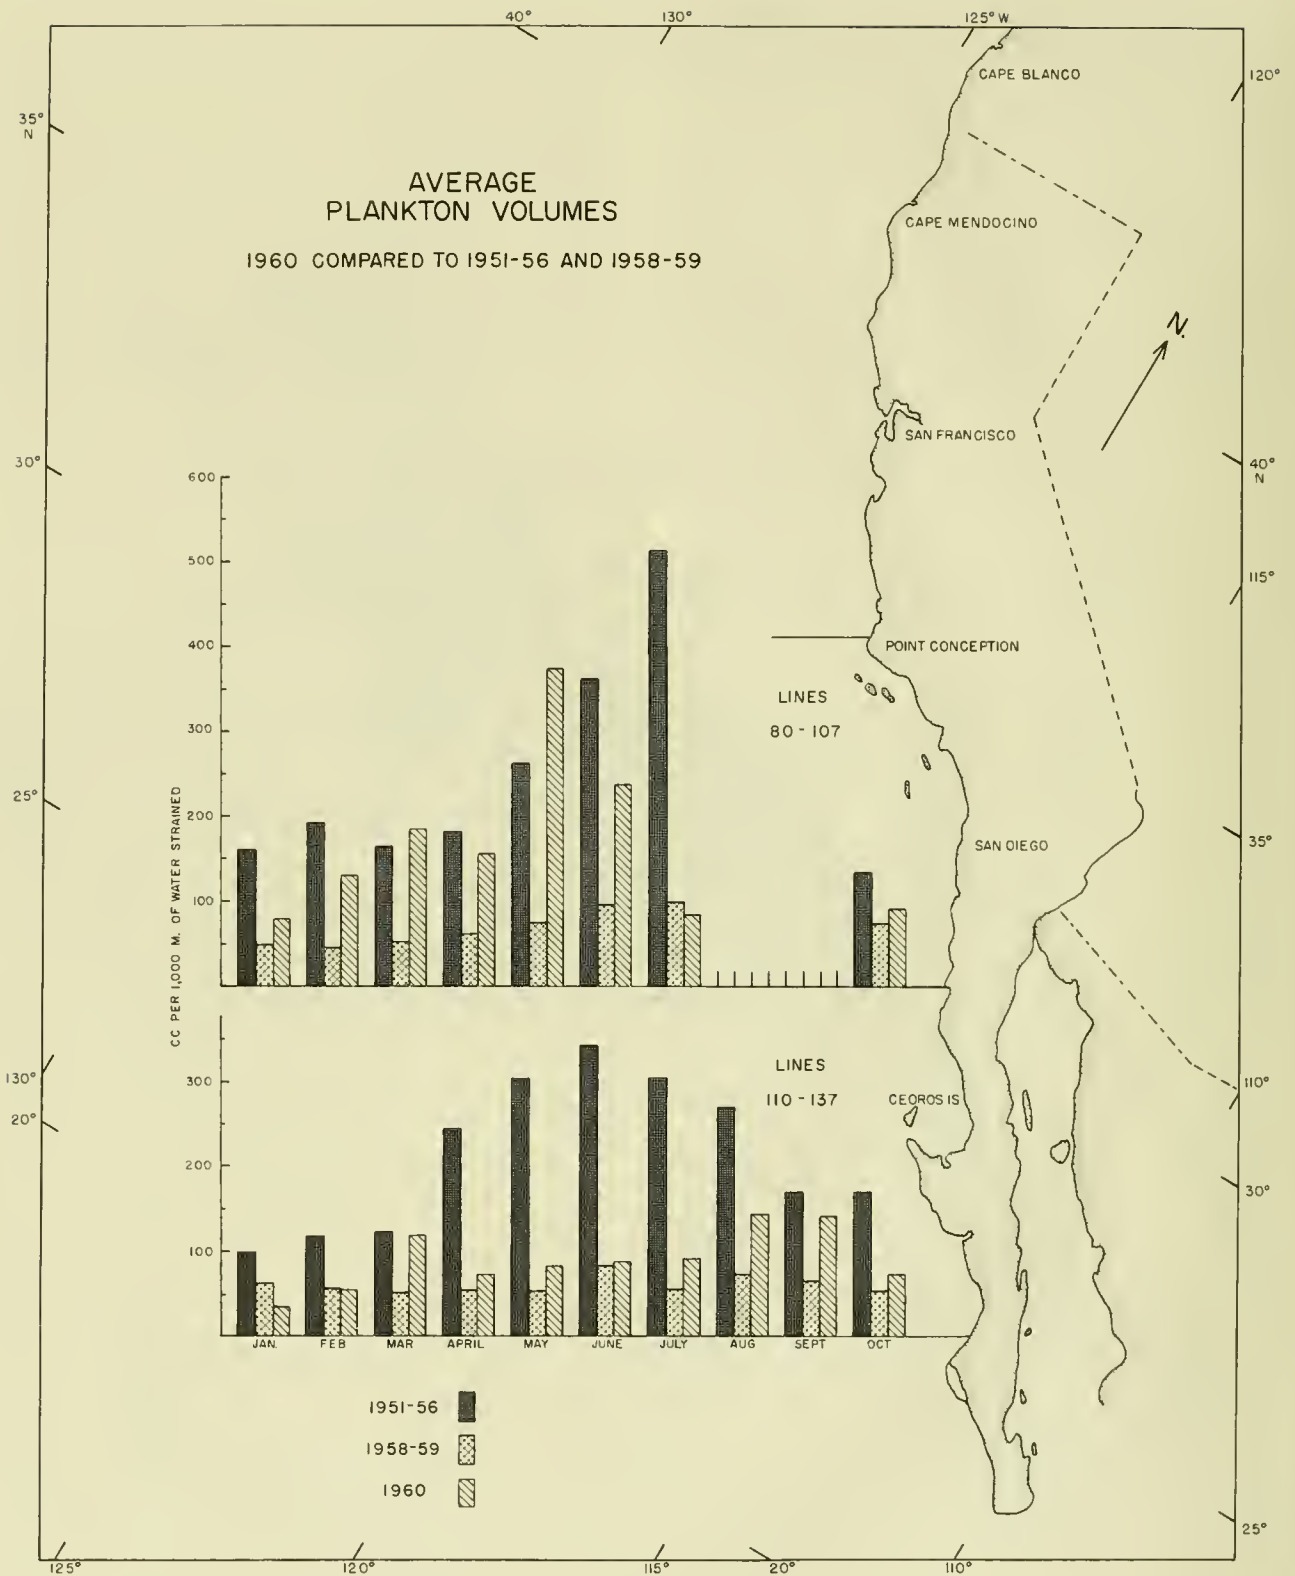 40° 130° 125° W
CAPE BLANCO
120°
35°
N
AVERAGE
PLANKTON VOLUMES
CAPE MENDOCINO
1960 COMPARED TO 1951-56 AND 1958-59
N.
SAN FRANCISCO
30°
40°
N
600
500
115°
400
POINT CONCEPTION
LINES
80-107
300
25°
200
35°
SAN DIEGO
100
CC PER 1,000 M. OF WATER STRAINED
LINES
110-137
130°
300
110°
CEOROS IS
20°
200
30°
100
JAN. FEB MAR APRIL MAY JUNE JULY AUG SEPT OCT
1951-56
1958-59
1960
25°
125° 120° 115° 20° 110°